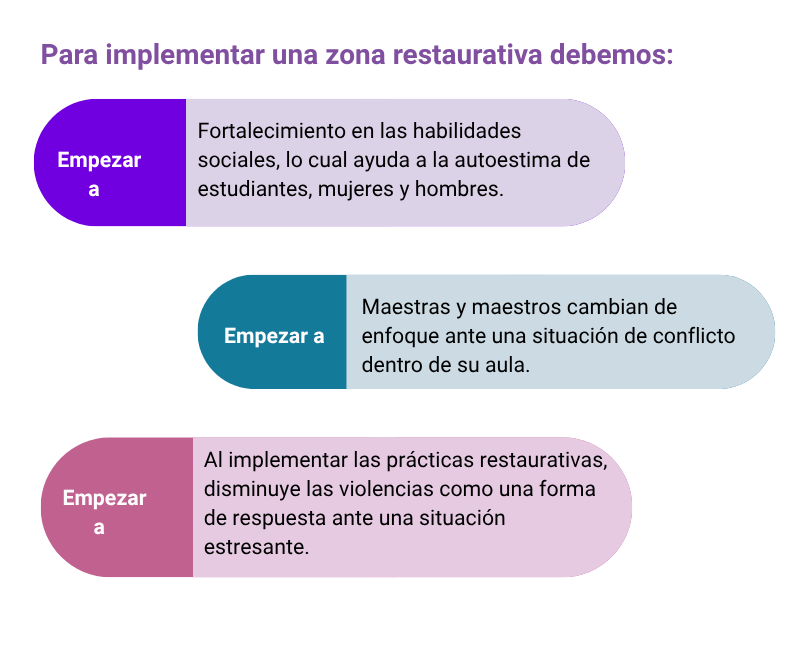 Para implementar una zona restaurativa debemos:
Empezar
a
Fortalecimiento en las habilidades
sociales, lo cual ayuda a la autoestima de
estudiantes, mujeres y hombres.
Empezar a
Maestras y maestros cambian de
enfoque ante una situación de conflicto
dentro de su aula.
Empezar
a
Al implementar las prácticas restaurativas,
disminuye las violencias como una forma
de respuesta ante una situación
estresante.